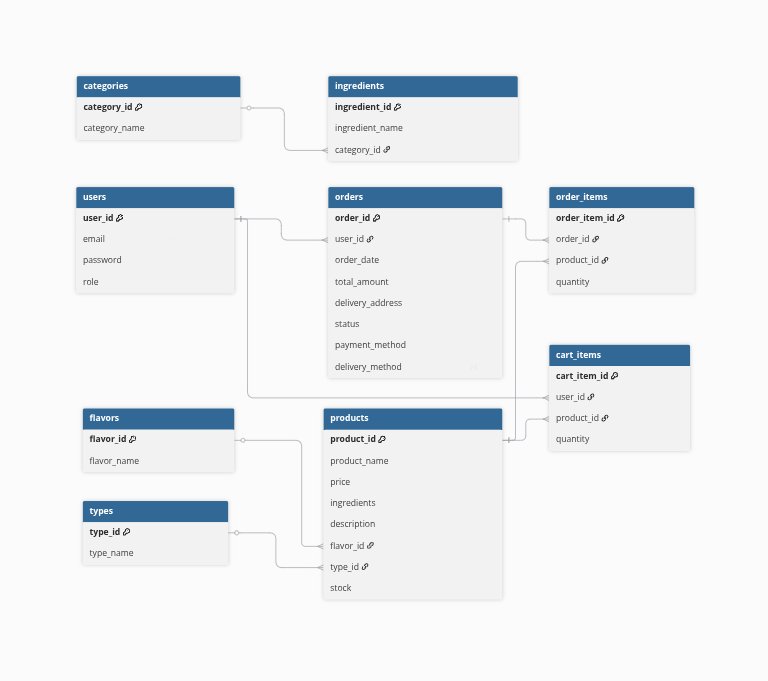 categories
category_id
category_name
ingredients
ingredient_id
ingredient_name
category_id
users
user_id
email
password
role
orders
order_id
user_id
order_date
total_amount
delivery_address
status
payment_method
delivery_method
order_items
order_item_id
order_id
product_id
quantity
cart_items
cart_item_id
user_id
product_id
quantity
flavors
flavor_id
flavor_name
products
product_id
product_name
price
ingredients
description
flavor_id
type_id
stock
types
type_id
type_name